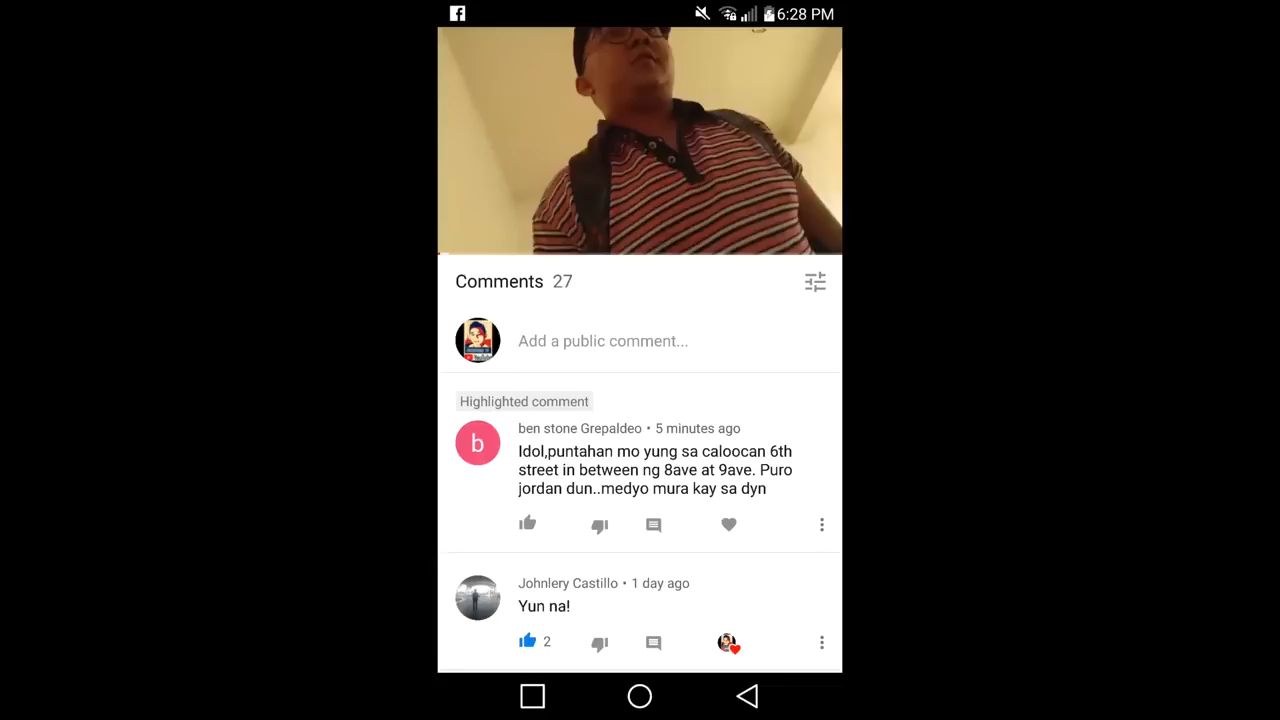 6:28 PM
Comments 27
Add a public comment...
Highlighted comment
ben stone Grepaldeo • 5 minutes ago
Idol,puntahan mo yung sa caloocan 6th
street in between ng 8ave at 9ave. Puro
jordan dun..medyo mura kay sa dyn
Johnlery Castillo • 1 day ago
Yun na!
2